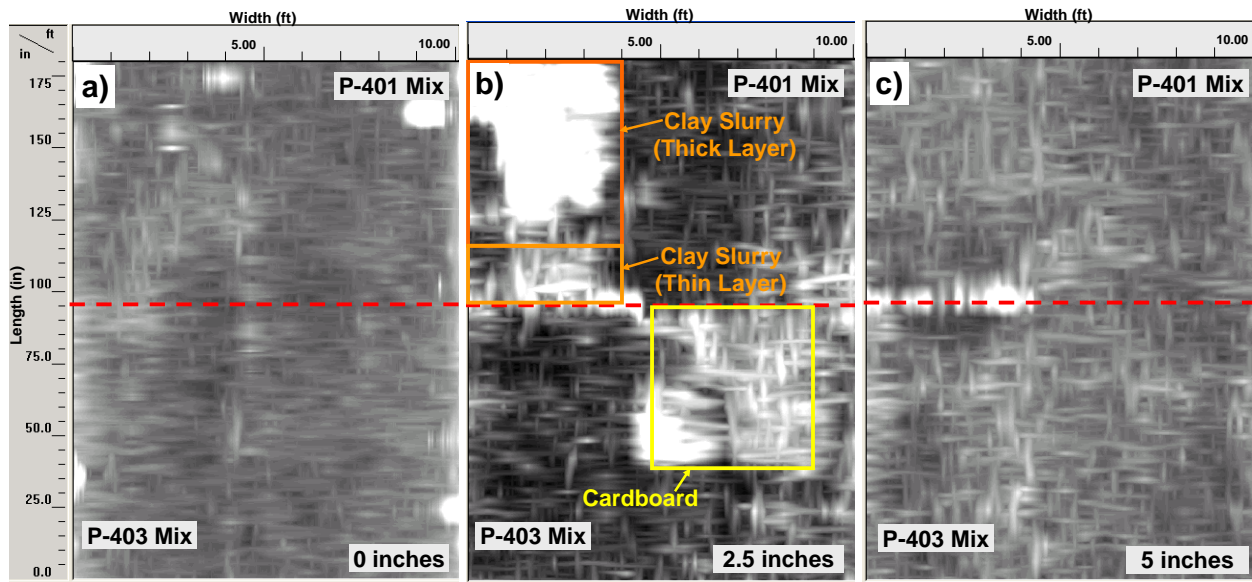 Width (ft)
Width (ft)
Width (ft)
ft
in
5.00
10.00
5.00
10.00
5.00
10.00
a)
P-401 Mix
b)
P-401 Mix
c)
P-401 Mix
175
150
125
100
75.0
50.0
25.0
0.0
Length (in)
Clay Slurry
(Thick Layer)
Clay Slurry
(Thin Layer)
Cardboard
P-403 Mix
0 inches
P-403 Mix
2.5 inches
P-403 Mix
5 inches